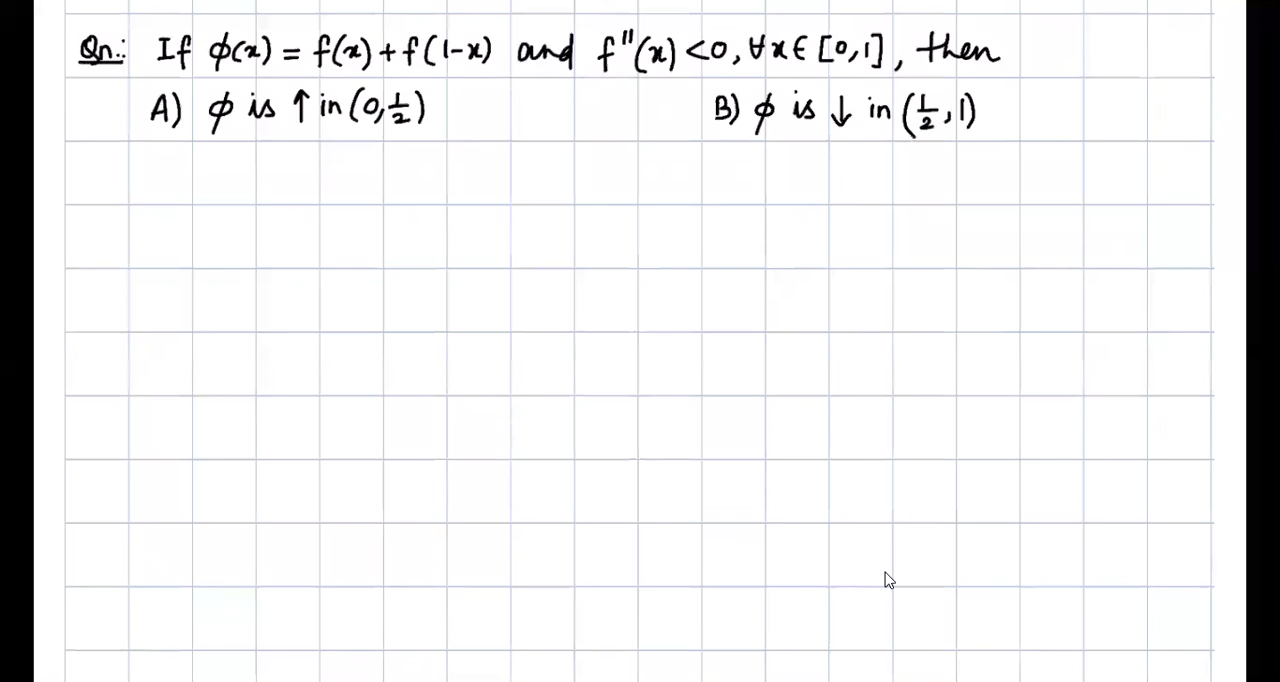 Qn.: If ϕ(x) = f(x) + f(1-x) and f"(x) <0, ∀ x ∈ [0,1], then
A) ϕ is ↑ in (0, 1/2) B) ϕ is ↓ in (1/2, 1)